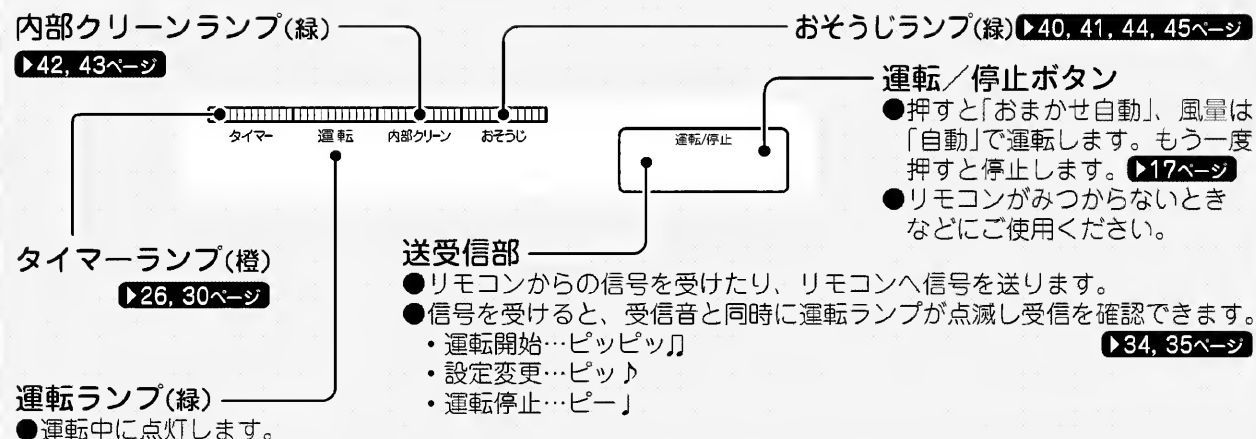 内部クリーンランプ(緑)
▶42, 43ページ
おそうじランプ(緑)▶40, 41, 44, 45ページ
タイマー 運転 内部クリーン おそうじ
運転/停止
運転/停止ボタン
●押すと「おまかせ自動」、風量は
「自動」で運転します。もう一度
押すと停止します。▶17ページ
●リモコンがみつからないとき
などにご使用ください。
タイマーランプ(橙)
▶26, 30ページ
送受信部
●リモコンからの信号を受けたり、リモコンへ信号を送ります。
●信号を受けると、受信音と同時に運転ランプが点滅し受信を確認できます。
▶34, 35ページ
・運転開始…ピッピッ♫
・設定変更…ピッ♪
・運転停止…ピー♩
運転ランプ(緑)
●運転中に点灯します。